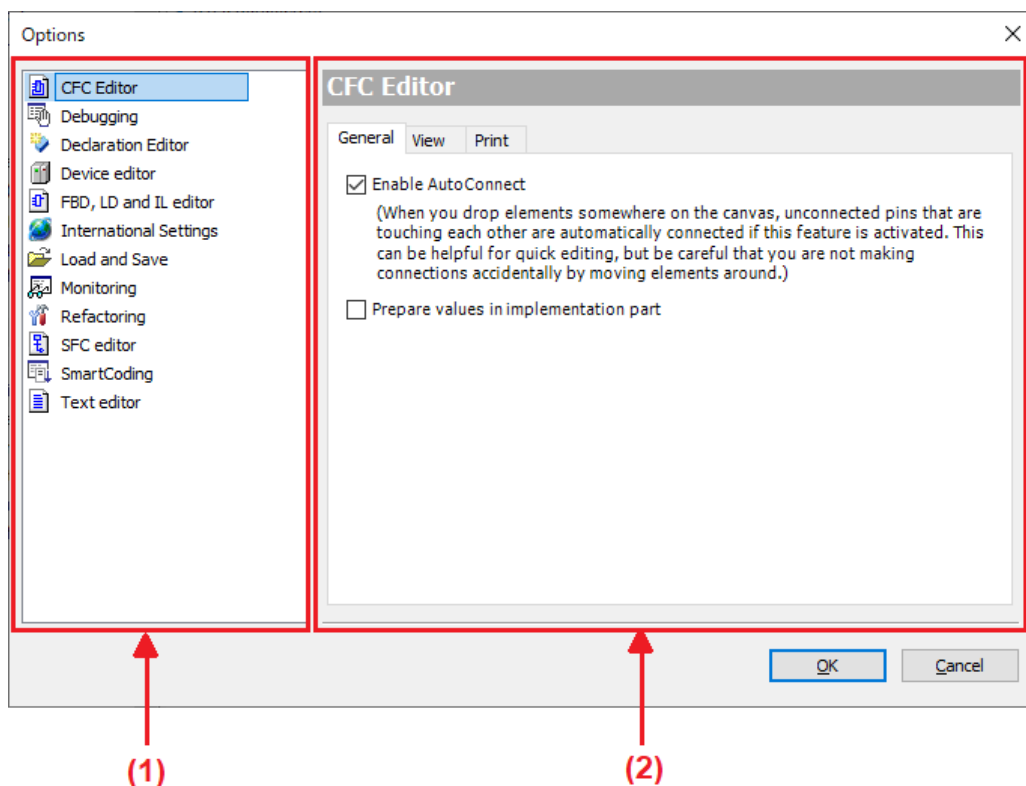 Options
CFC Editor
Debugging
Declaration Editor
Device editor
FBD, LD and IL editor
International Settings
Load and Save
Monitoring
Refactoring
SFC editor
SmartCoding
Text editor
CFC Editor
General View Print
Enable AutoConnect
(When you drop elements somewhere on the canvas, unconnected pins that are
touching each other are automatically connected if this feature is activated. This
can be helpful for quick editing, but be careful that you are not making
connections accidentally by moving elements around.)
Prepare values in implementation part
OK Cancel
(1) (2)